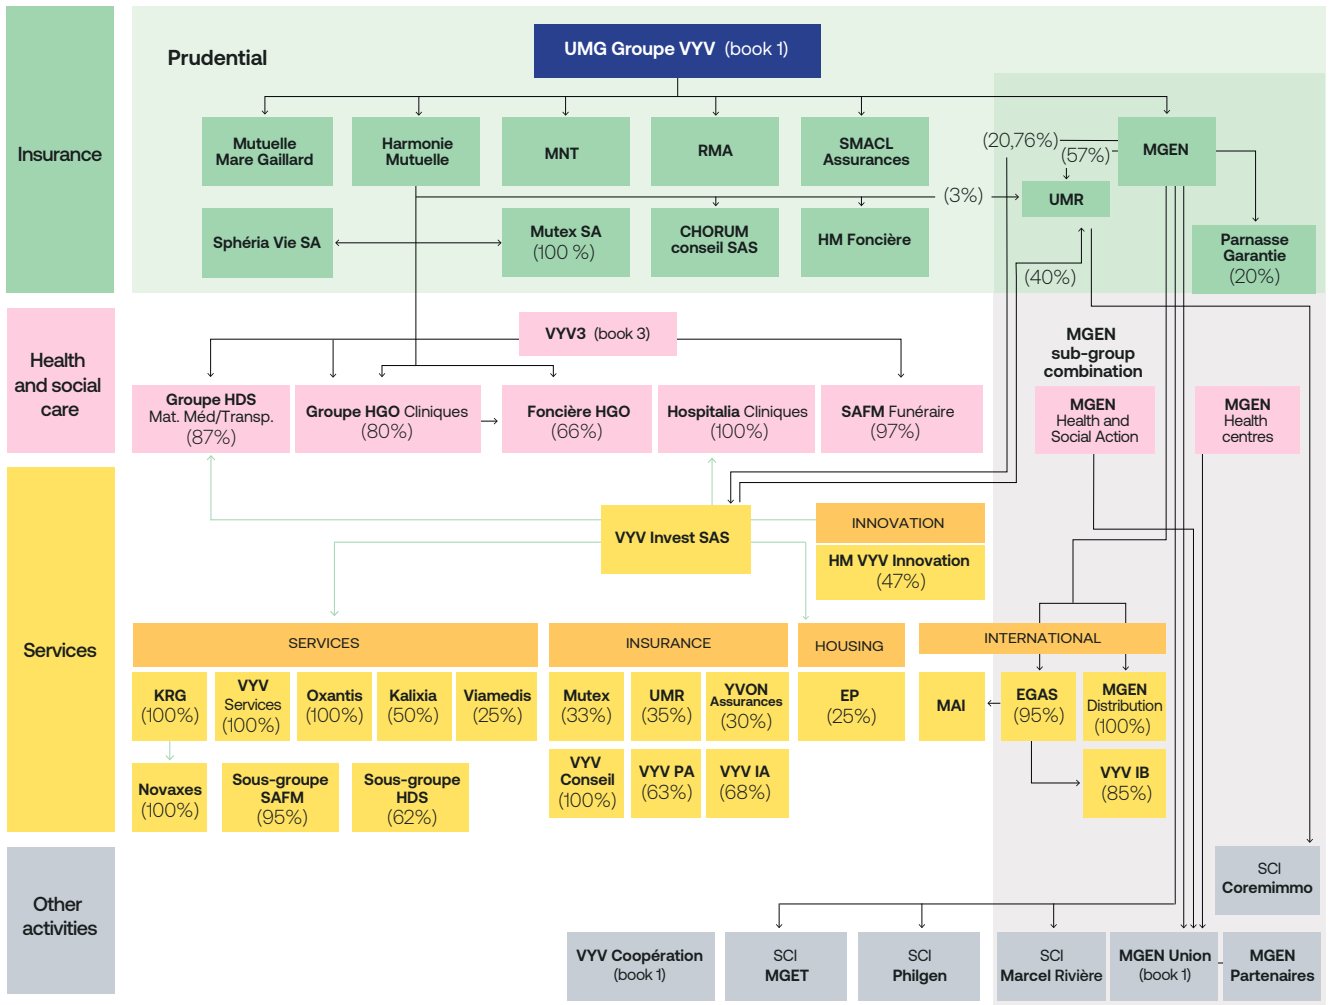 Prudential
UMG Groupe VYV (book 1)
Insurance
Mutuelle
Mare Gaillard
Harmonie
Mutuelle
MNT
RMA
SMACL
Assurances
(20,76%)
(57%)
MGEN
(3%)
UMR
Sphéria Vie SA
Mutex SA
(100 %)
CHORUM
conseil SAS
HM Foncière
(40%)
Parnasse
Garantie
(20%)
Health
and social
care
VYV3 (book 3)
MGEN
sub-group
combination
Groupe HDS
Mat. Méd/Transp.
(87%)
Groupe HGO Cliniques
(80%)
Foncière HGO
(66%)
Hospitalia Cliniques
(100%)
SAFM Funéraire
(97%)
MGEN
Health and
Social Action
MGEN
Health
centres
Services
VYV Invest SAS
INNOVATION
HM VYV Innovation
(47%)
SERVICES
INSURANCE
HOUSING
INTERNATIONAL
KRG
(100%)
VYV
Services
(100%)
Oxantis
(100%)
Kalixia
(50%)
Viamedis
(25%)
Mutex
(33%)
UMR
(35%)
YVON
Assurances
(30%)
EP
(25%)
MAI
EGAS
(95%)
MGEN
Distribution
(100%)
Novaxes
(100%)
Sous-groupe
SAFM
(95%)
Sous-groupe
HDS
(62%)
VYV
Conseil
(100%)
VYV PA
(63%)
VYV IA
(68%)
VYV IB
(85%)
Other
activities
SCI
Coremimmo
VYV Coopération
(book 1)
SCI
MGET
SCI
Philgen
SCI
Marcel Rivière
MGEN Union
(book 1)
MGEN
Partenaires